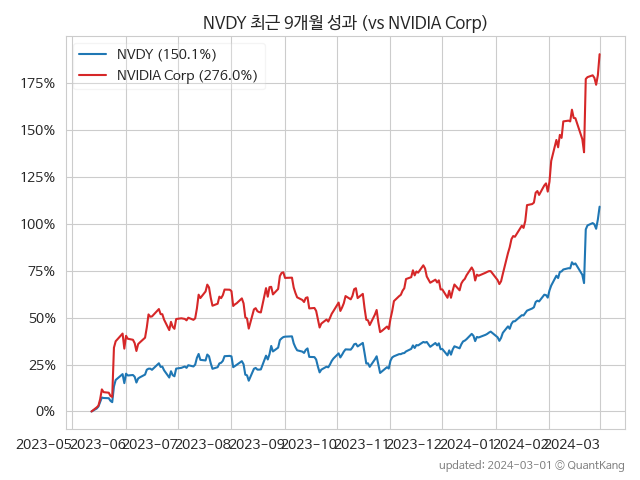 NVDY 최근 9개월 성과 (vs NVIDIA Corp)
NVDY (150.1%)
NVIDIA Corp (276.0%)
175%
150%
125%
100%
75%
50%
25%
0%
2023-05 2023-06 2023-07 2023-08 2023-09 2023-10 2023-11 2023-12 2024-01 2024-02 2024-03
updated: 2024-03-01 © QuantKang